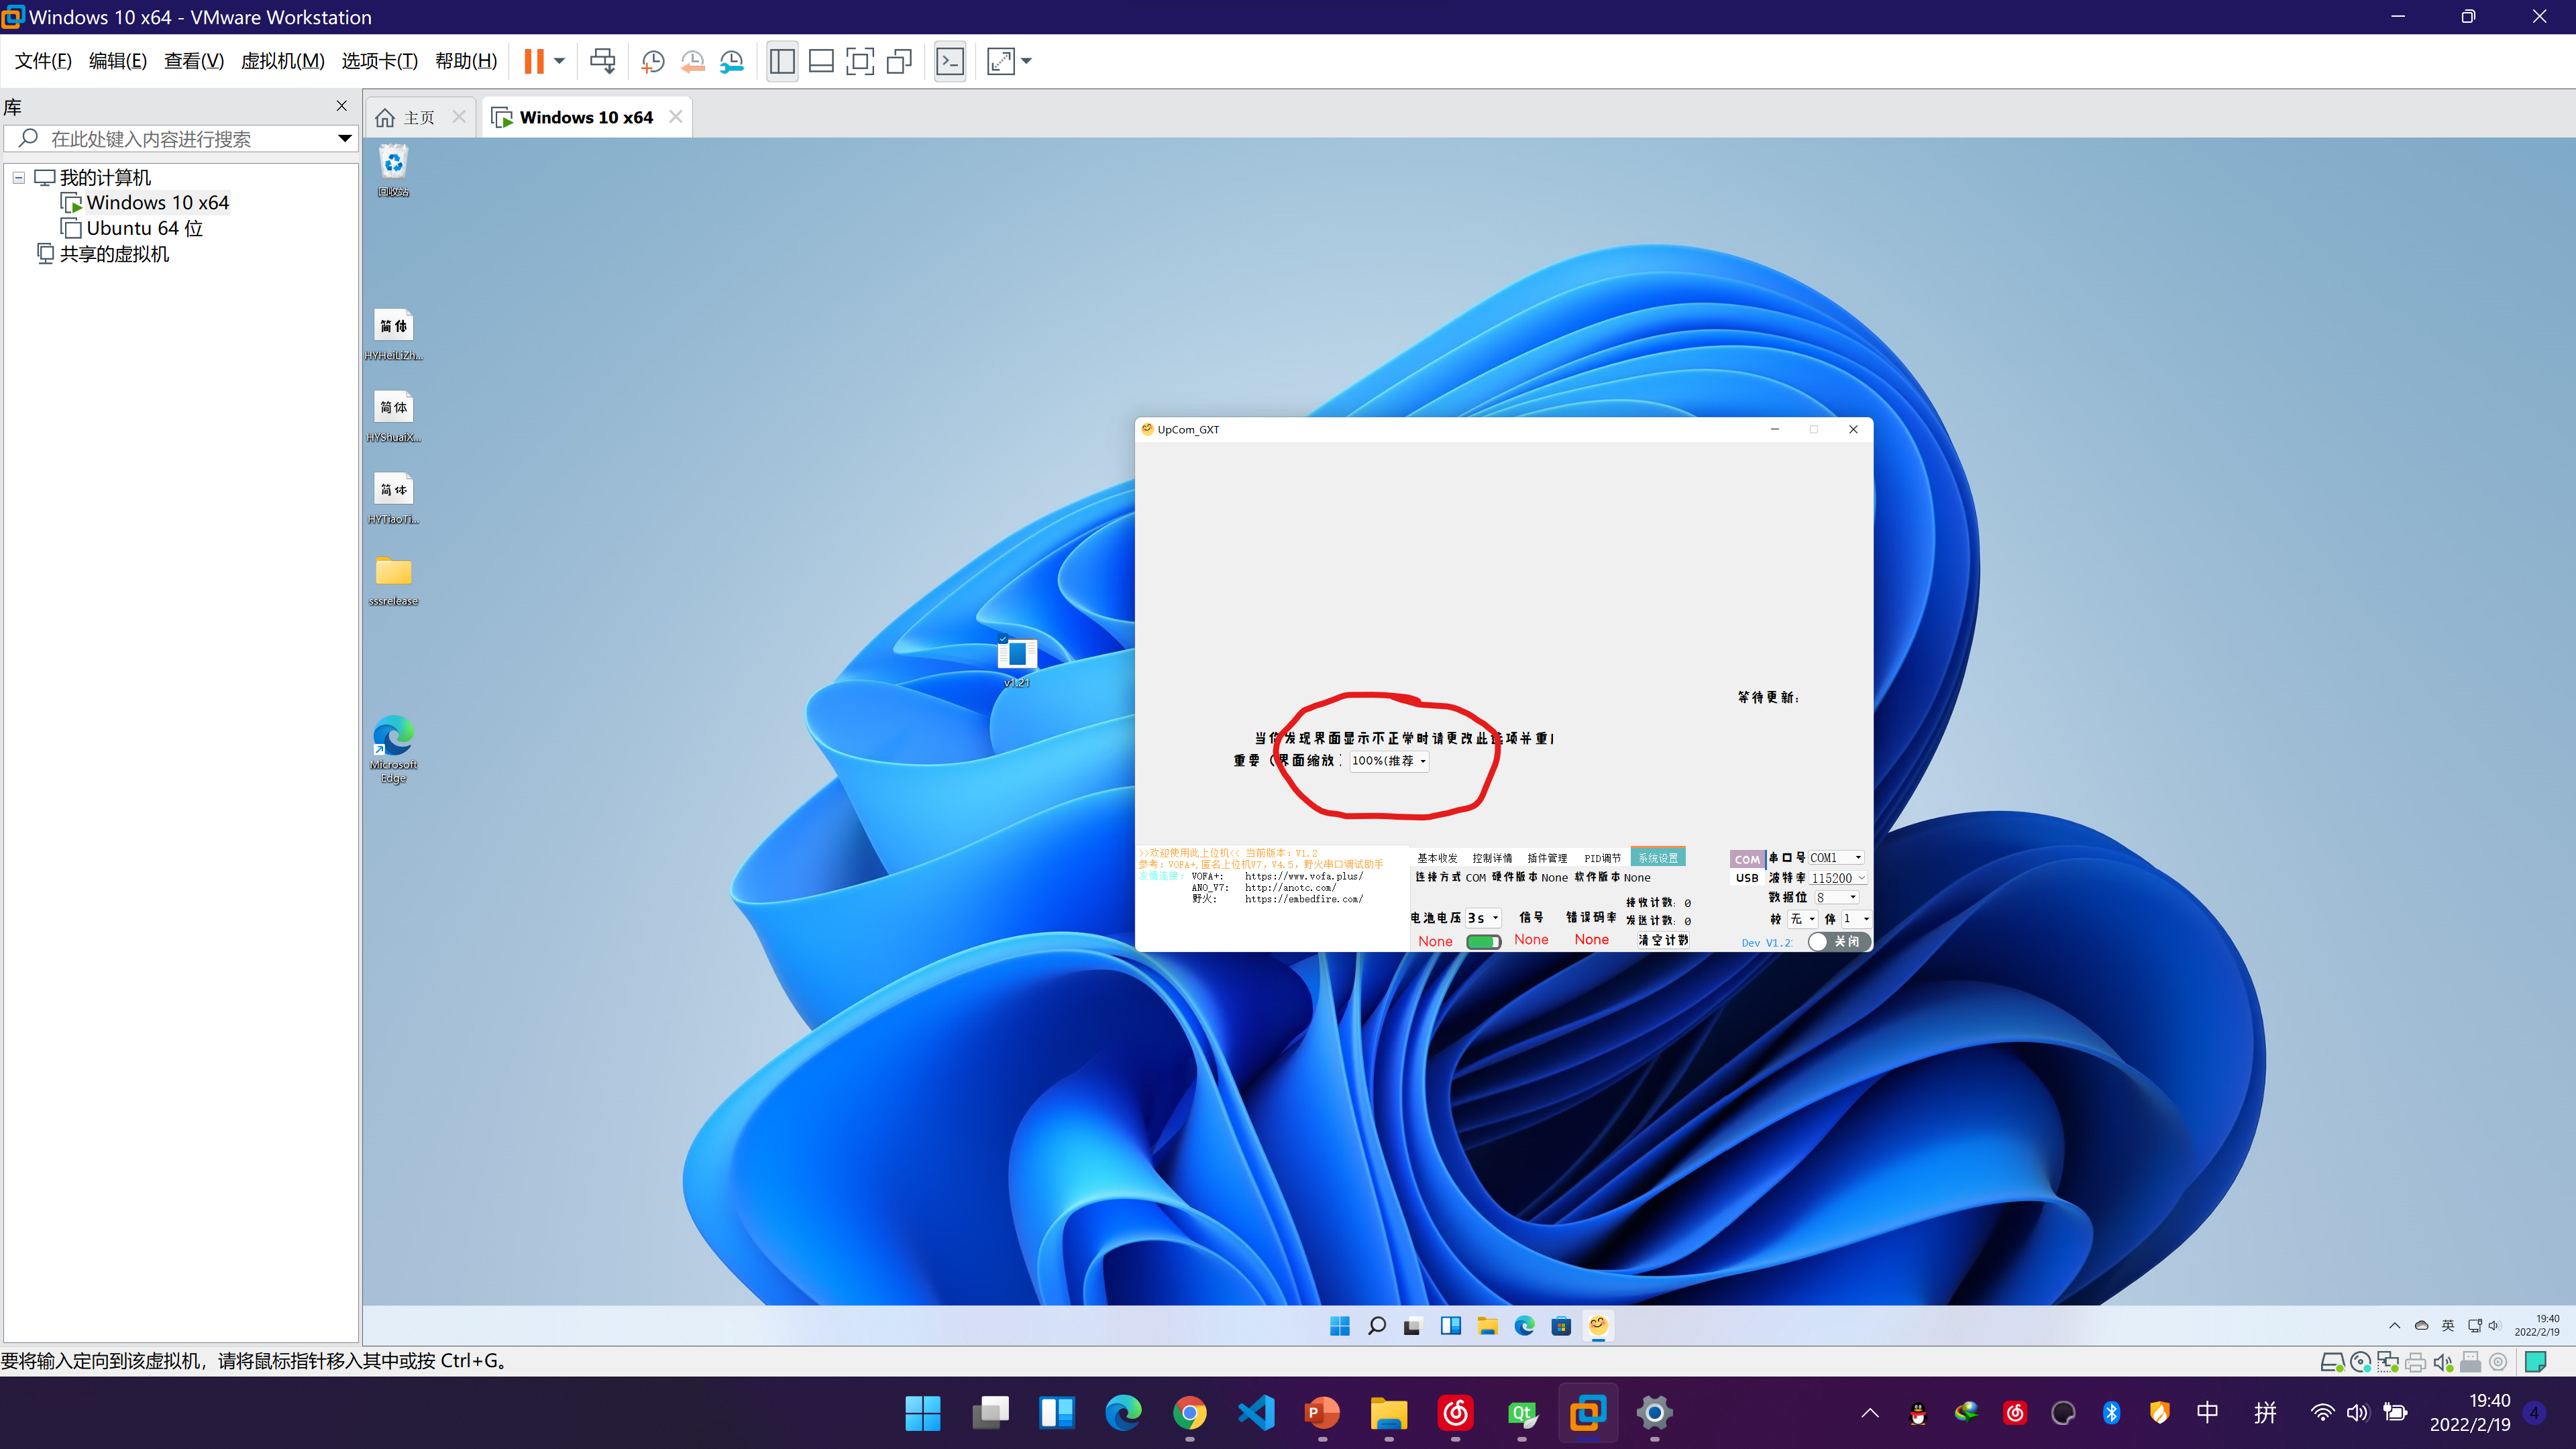 Windows 10 x64 - VMware Workstation
文件(F) 编辑(E) 查看(V) 虚拟机(M) 选项卡(T) 帮助(H)
库
在此处键入内容进行搜索
我的计算机
Windows 10 x64
Ubuntu 64 位
共享的虚拟机
主页
Windows 10 x64
回收站
简体
HYHeiLiZh...
简体
HYShuaiX...
简体
HYTiaoTi...
sssrelease
Microsoft
Edge
v1.21
UpCom_GXT
等待更新:
当你发现界面显示不正常时请更改此选项并重
重要（界面缩放
100%(推荐
>>欢迎使用此上位机<< 当前版本：V1.2
参考：VOFA+,匿名上位机V7，V4.5，野火串口调试助手
友情连接： VOFA+: https://www.vofa.plus/
ANO_V7: http://anotc.com/
野火: https://embedfire.com/
基本收发 控制详情 插件管理 PID调节 系统设置
连接方式 COM 硬件版本 None 软件版本 None
接收计数: 0
电池电压 3s 信号 错误码率 发送计数: 0
None None None 清空计数
COM 串口号 COM1
USB 波特率 115200
数据位 8
校 无 停 1
Dev V1.2 关闭
英
19:40
2022/2/19
要将输入定向到该虚拟机，请将鼠标指针移入其中或按 Ctrl+G。
P
Qt
中 拼
19:40
2022/2/19
4